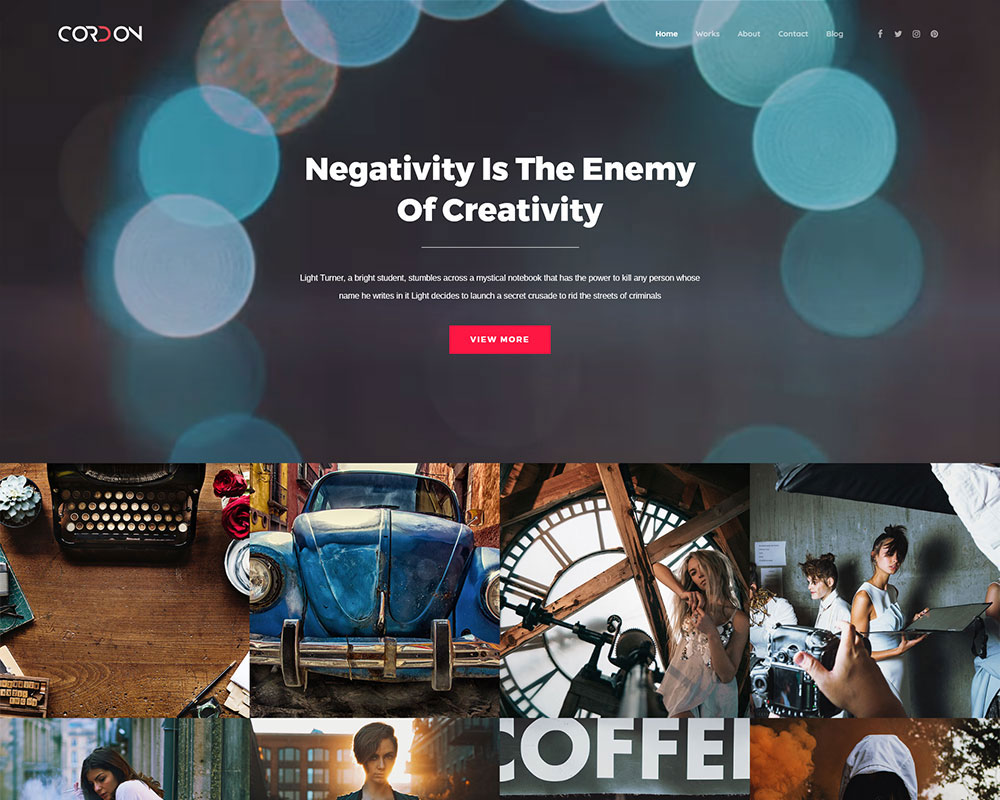 CORDON
Home Works About Contact Blog
Negativity Is The Enemy
Of Creativity
Light Turner, a bright student, stumbles across a mystical notebook that has the power to kill any person whose
name he writes in it Light decides to launch a secret crusade to rid the streets of criminals
VIEW MORE
COFFEE